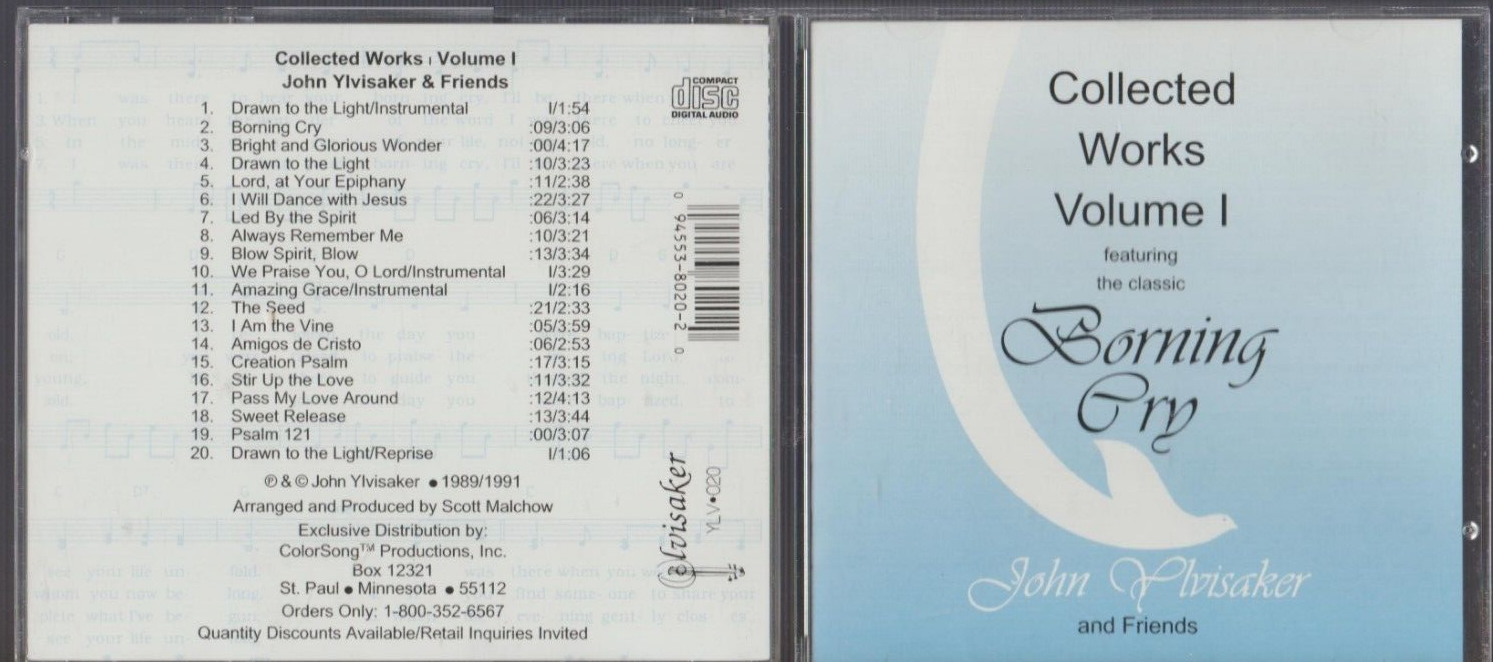 Collected Works | Volume I
John Ylvisaker & Friends
1. Drawn to the Light/Instrumental I/1:54
2. Borning Cry :09/3:06
3. Bright and Glorious Wonder :00/4:17
4. Drawn to the Light :10/3:23
5. Lord, at Your Epiphany :11/2:38
6. I Will Dance with Jesus :22/3:27
7. Led By the Spirit :06/3:14
8. Always Remember Me :10/3:21
9. Blow Spirit, Blow :13/3:34
10. We Praise You, O Lord/Instrumental I/3:29
11. Amazing Grace/Instrumental I/2:16
12. The Seed :21/2:33
13. I Am the Vine :05/3:59
14. Amigos de Cristo :06/2:53
15. Creation Psalm :17/3:15
16. Stir Up the Love :11/3:32
17. Pass My Love Around :12/4:13
18. Sweet Release :13/3:44
19. Psalm 121 :00/3:07
20. Drawn to the Light/Reprise I/1:06
℗ & © John Ylvisaker ● 1989/1991
Arranged and Produced by Scott Malchow
Exclusive Distribution by:
ColorSong™ Productions, Inc.
Box 12321
St. Paul ● Minnesota ● 55112
Orders Only: 1-800-352-6567
Quantity Discounts Available/Retail Inquiries Invited
COMPACT
disc
DIGITAL AUDIO
0 94553-8020-2 0
Ylvisaker
YLV•020
Collected
Works
Volume I
featuring
the classic
Borning
Cry
John Ylvisaker
and Friends